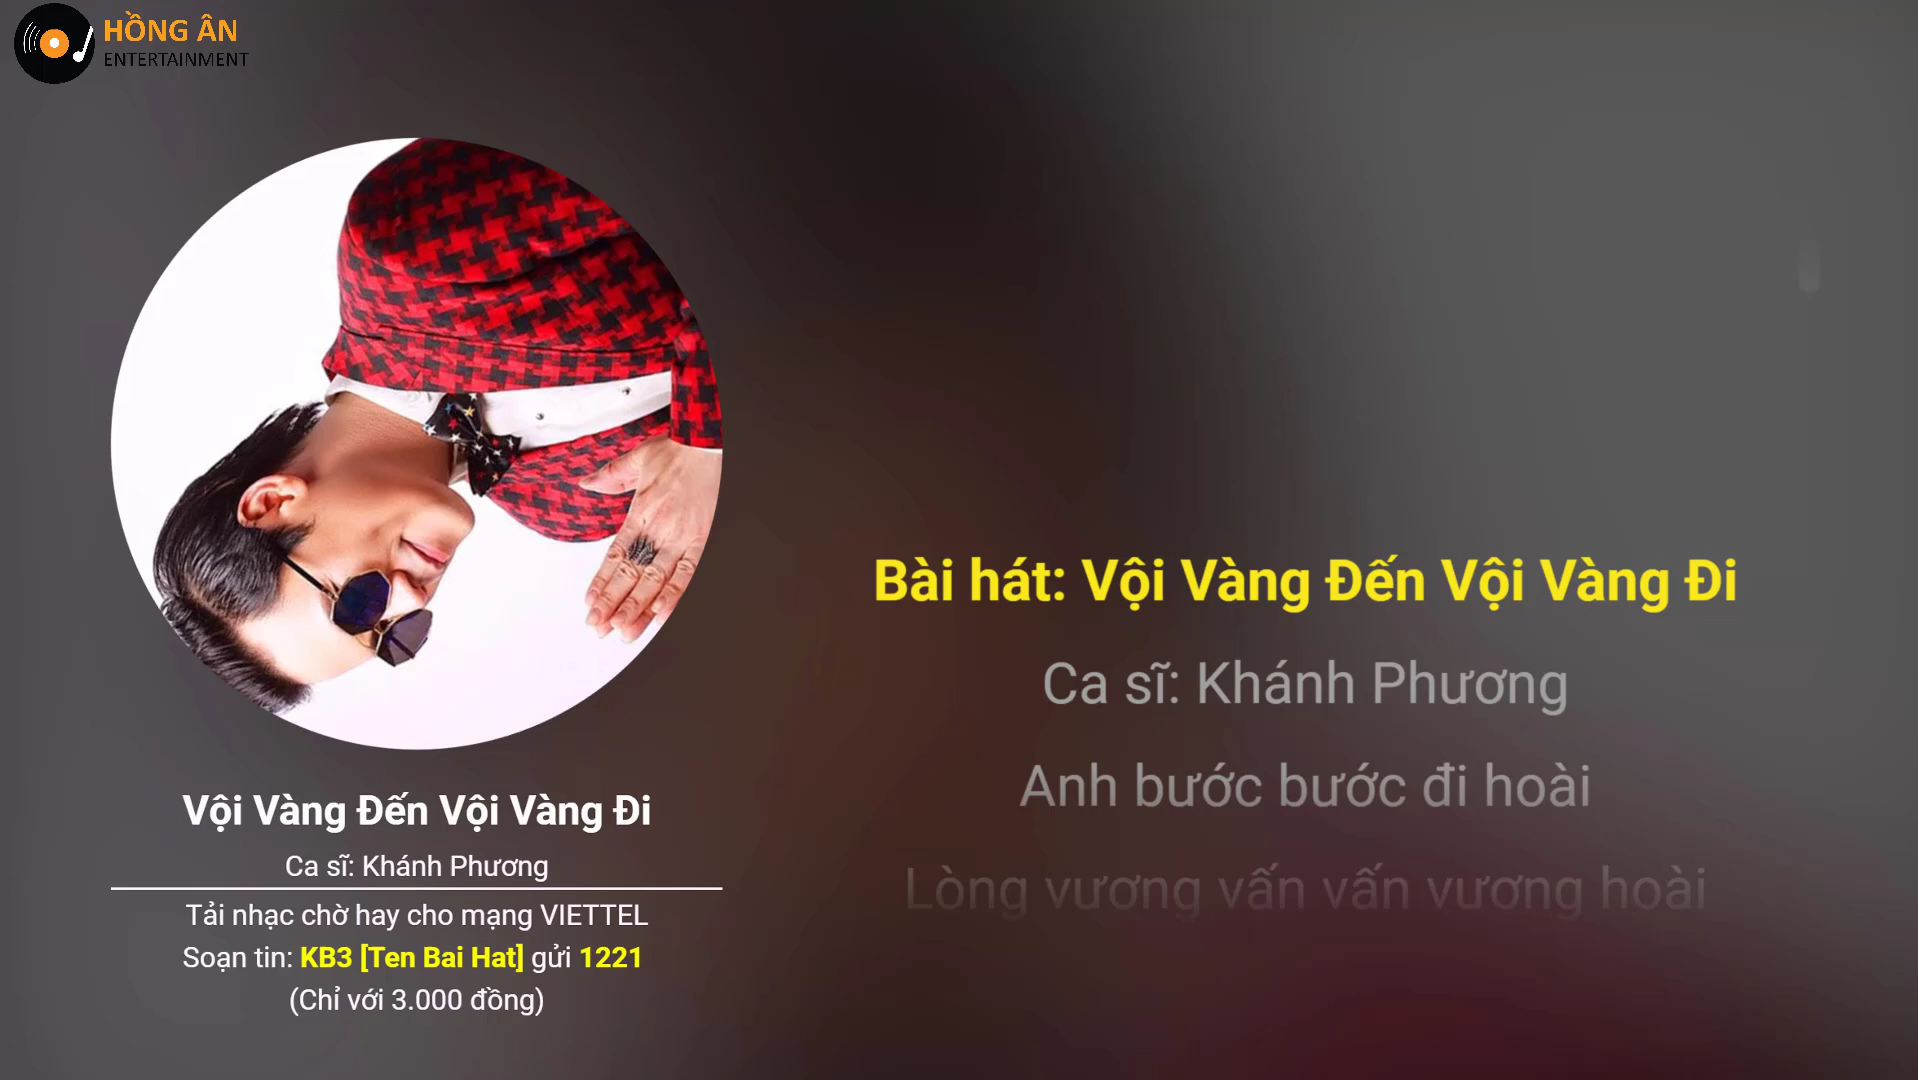 HỒNG ÂN
ENTERTAINMENT
Vội Vàng Đến Vội Vàng Đi
Ca sĩ: Khánh Phương
Tải nhạc chờ hay cho mạng VIETTEL
Soạn tin: KB3 [Ten Bai Hat] gửi 1221
(Chỉ với 3.000 đồng)
Bài hát: Vội Vàng Đến Vội Vàng Đi
Ca sĩ: Khánh Phương
Anh bước bước đi hoài
Lòng vương vấn vấn vương hoài